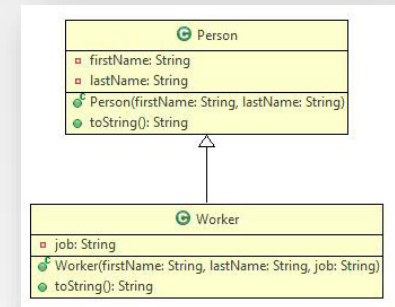 Person
firstName: String
lastName: String
Person(firstName: String, lastName: String)
toString(): String
Worker
job: String
Worker(firstName: String, lastName: String, job: String)
toString(): String